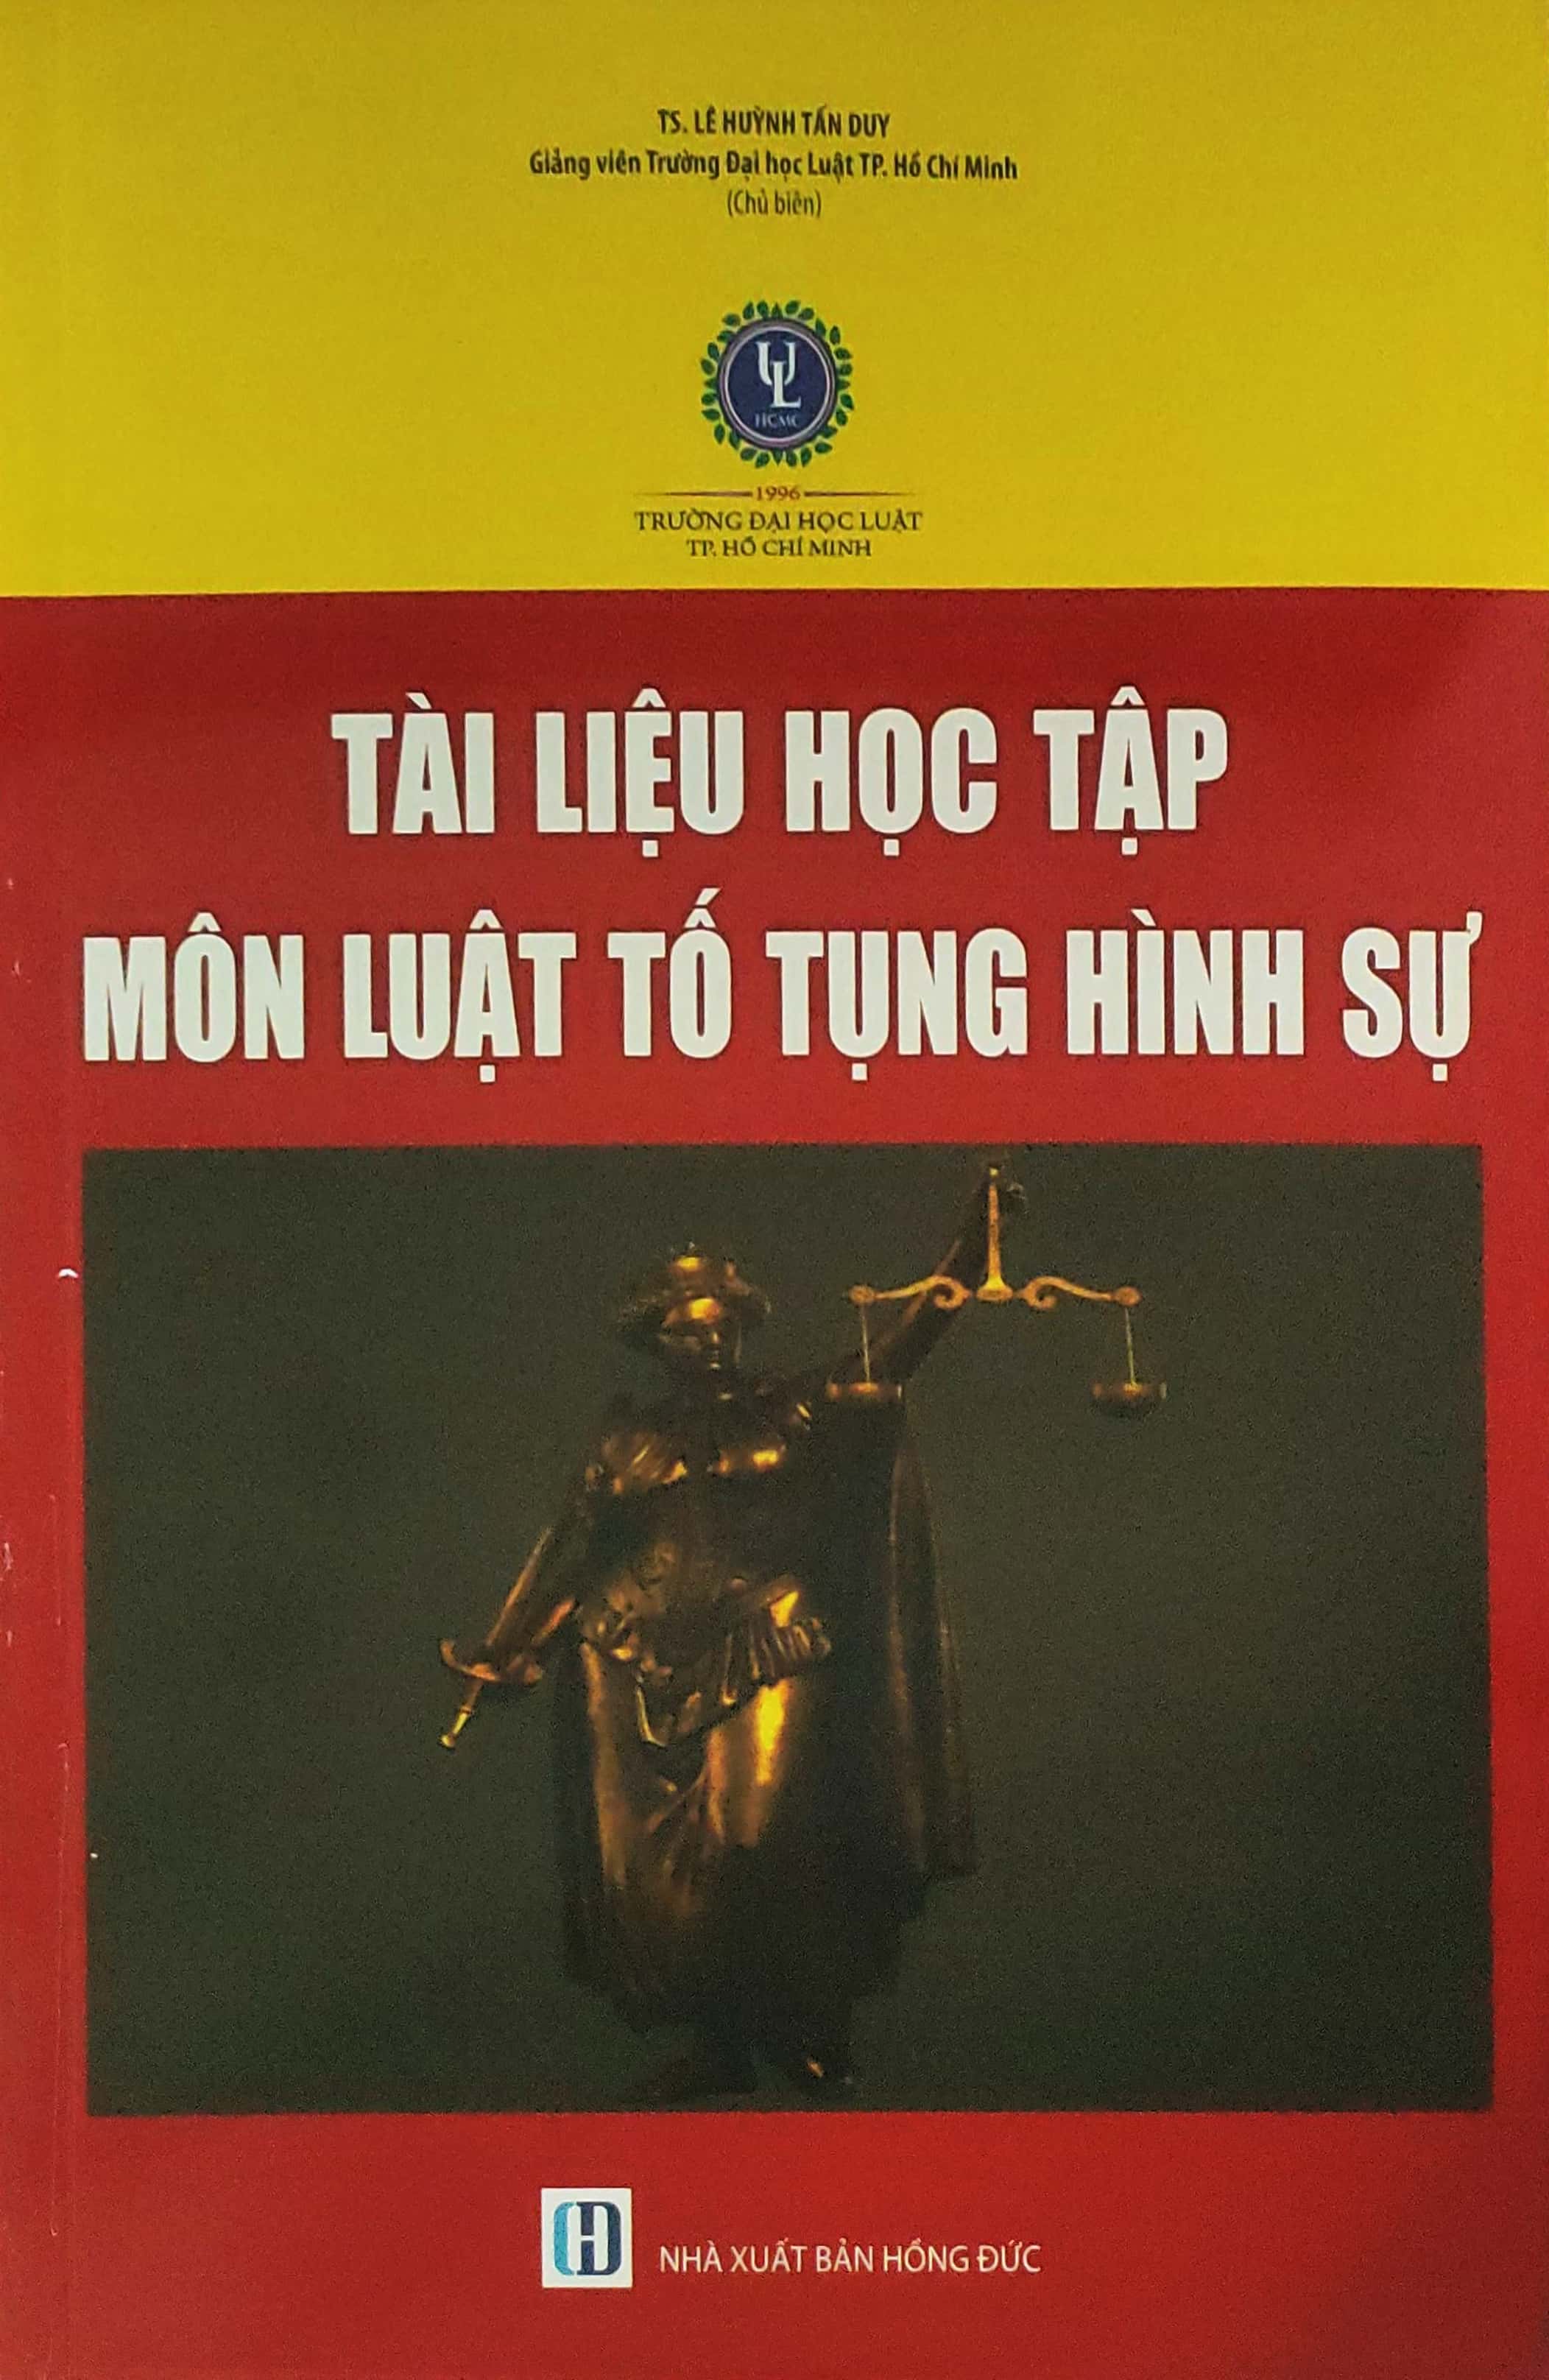 TS. LÊ HUỲNH TẤN DUY
Giảng viên Trường Đại học Luật TP. Hồ Chí Minh
(Chủ biên)
UL
HCMC
1996
TRƯỜNG ĐẠI HỌC LUẬT
TP. HỒ CHÍ MINH
TÀI LIỆU HỌC TẬP
MÔN LUẬT TỐ TỤNG HÌNH SỰ
NHÀ XUẤT BẢN HỒNG ĐỨC